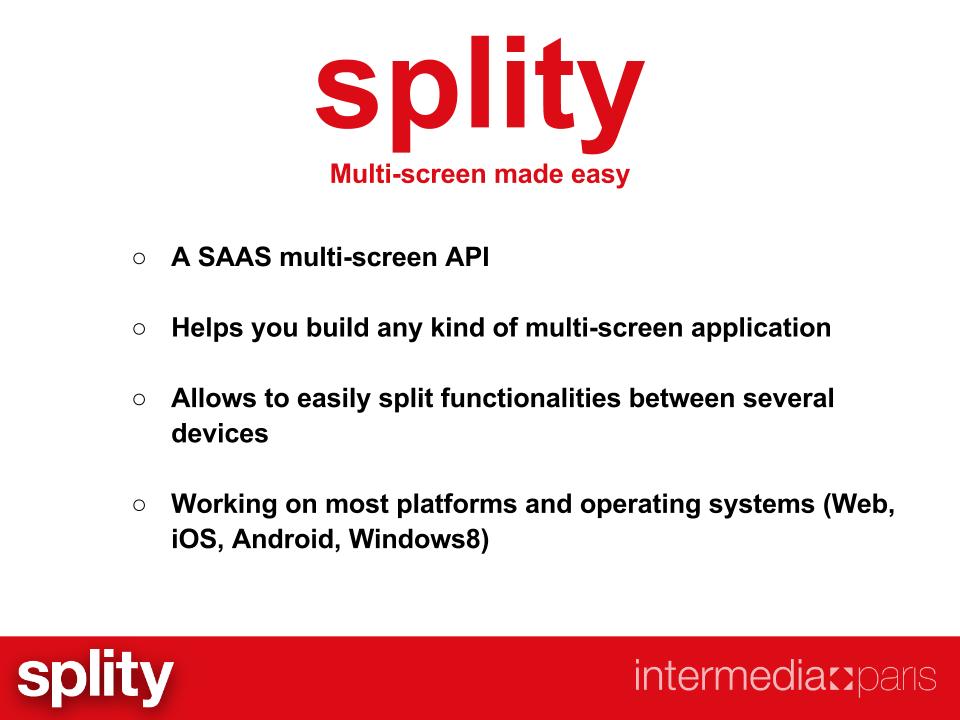 splity
Multi-screen made easy
○ A SAAS multi-screen API
○ Helps you build any kind of multi-screen application
○ Allows to easily split functionalities between several
devices
○ Working on most platforms and operating systems (Web,
iOS, Android, Windows8)
splity
intermedia paris